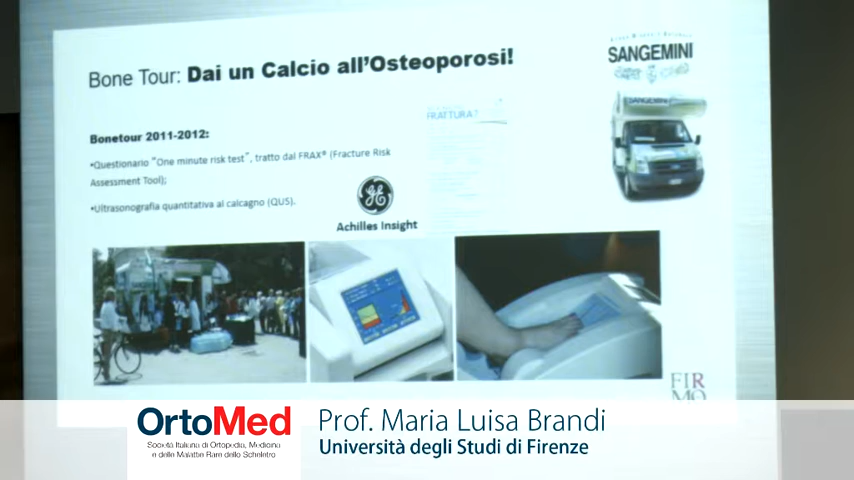 Bone Tour: Dai un Calcio all'Osteoporosi!
SANGEMINI
SANGEMINI
FRATTURA?
Bonetour 2011-2012:
•Questionario "One minute risk test", tratto dal FRAX® (Fracture Risk
Assessment Tool);
•Ultrasonografia quantitativa al calcagno (QUS).
GE
Achilles Insight
FIR
MO
OrtoMed
Società Italiana di Ortopedia, Medicina
e delle Malattie Rare dello Scheletro
Prof. Maria Luisa Brandi
Università degli Studi di Firenze